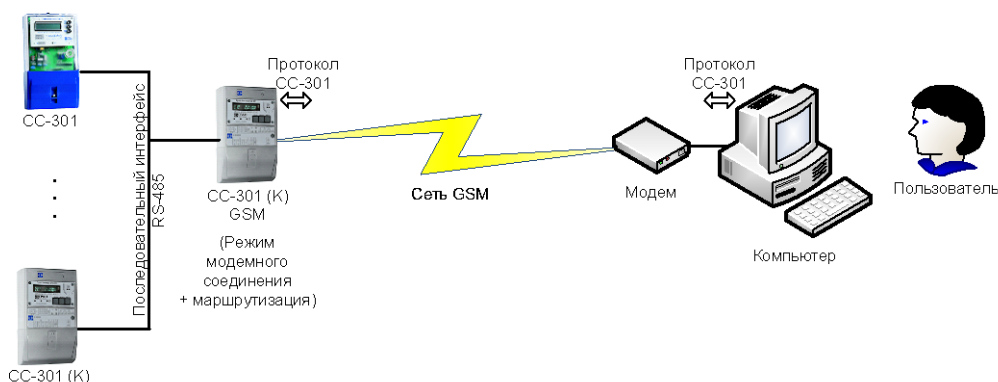 СС-301
.
.
.
СС-301 (К)
Последовательный интерфейс
RS-485
Протокол
СС-301
СС-301 (К)
GSM
(Режим
модемного
соединения
+ маршрутизация)
Сеть GSM
Модем
Протокол
СС-301
Компьютер
Пользователь